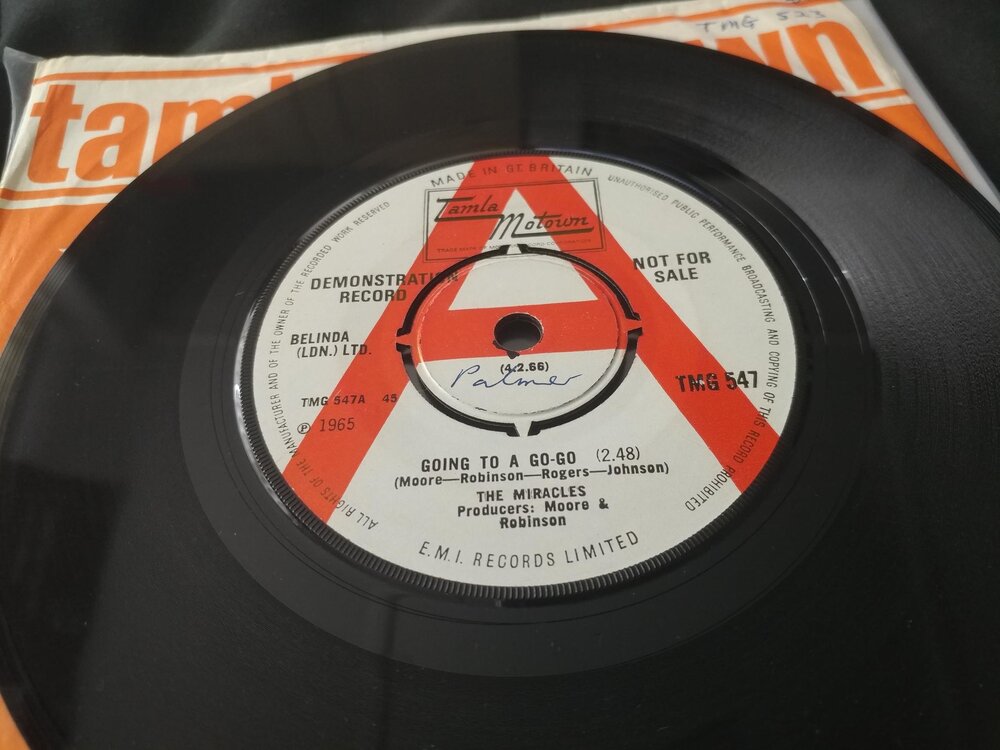 TMG 523
tam wn
MADE IN GT. BRITAIN
Tamla
Motown
ALL RIGHTS OF THE MANUFACTURER AND OF THE OWNER OF THE RECORDED WORK RESERVED
UNAUTHORISED PUBLIC PERFORMANCE BROADCASTING AND COPYING OF THIS RECORD PROHIBITED
DEMONSTRATION
RECORD
NOT FOR
SALE
BELINDA
(LDN.) LTD.
(4.2.66)
Palmer
TMG 547A 45
TMG 547
℗ 1965
GOING TO A GO-GO (2.48)
(Moore—Robinson—Rogers—Johnson)
THE MIRACLES
Producers: Moore &
Robinson
E.M.I. RECORDS LIMITED